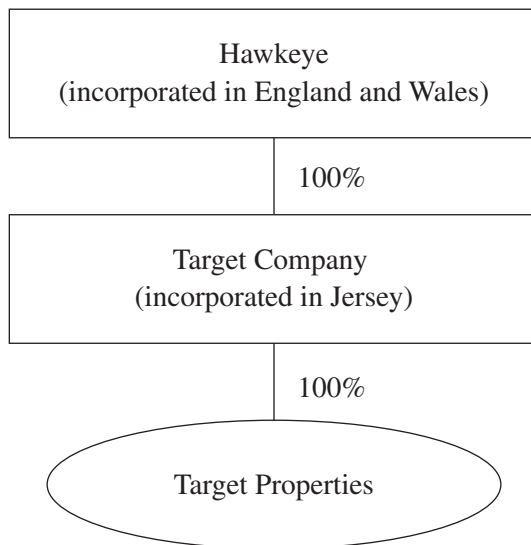 Hawkeye
(incorporated in England and Wales)
100%
Target Company
(incorporated in Jersey)
100%
Target Properties